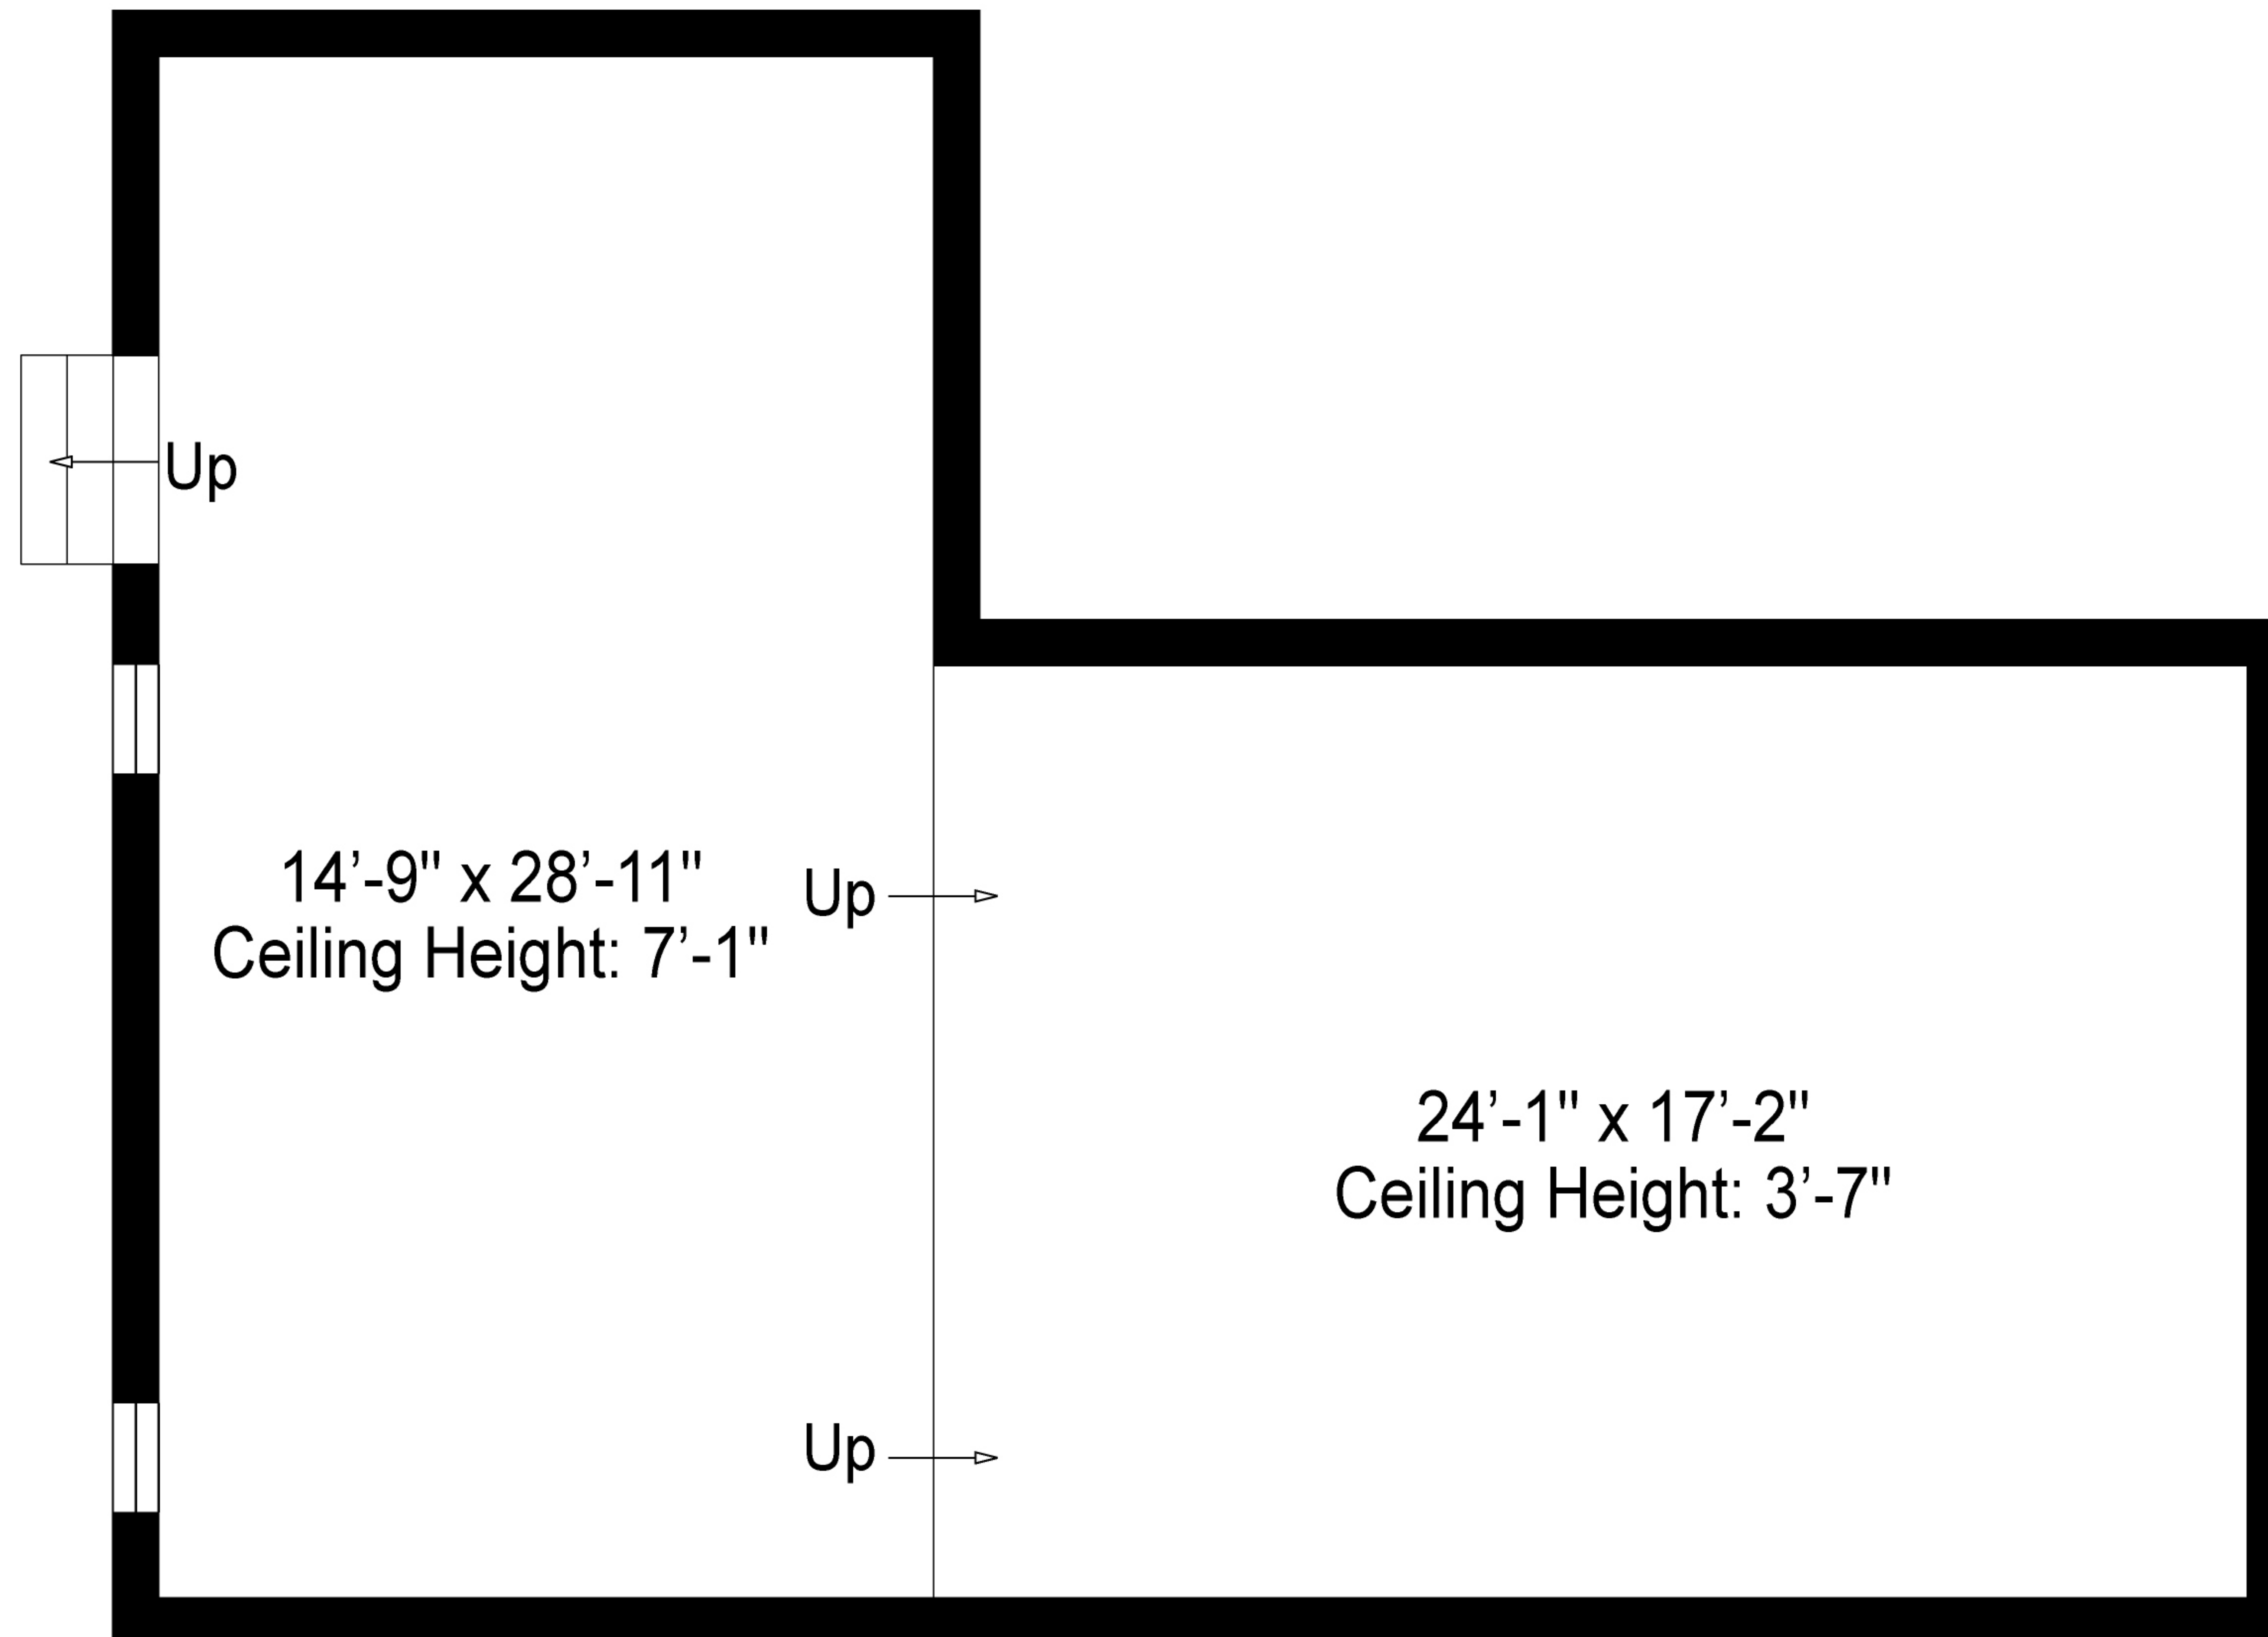 Up
14'-9" x 28'-11"
Ceiling Height: 7'-1"
Up
24'-1" x 17'-2"
Ceiling Height: 3'-7"
Up